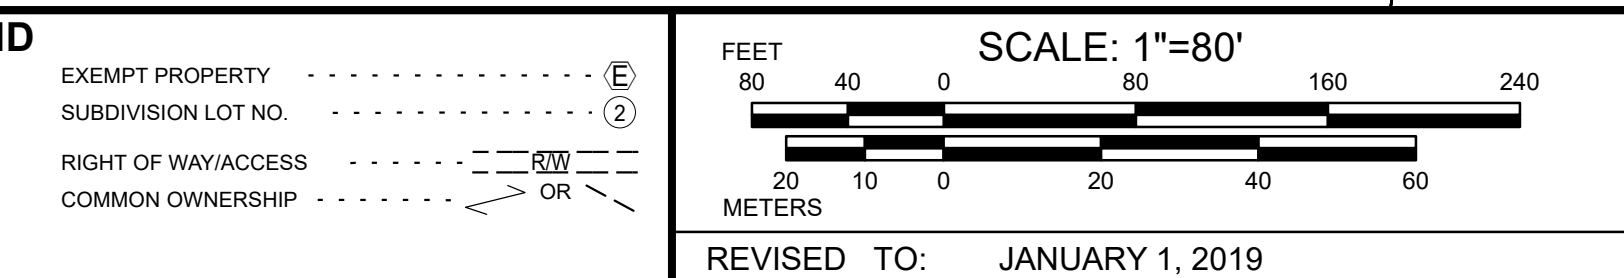 EXEMPT PROPERTY E
SUBDIVISION LOT NO. 2
RIGHT OF WAY/ACCESS R/W
COMMON OWNERSHIP OR
SCALE: 1"=80'
FEET
80 40 0 80 160 240
20 10 0 20 40 60
METERS
REVISED TO: JANUARY 1, 2019